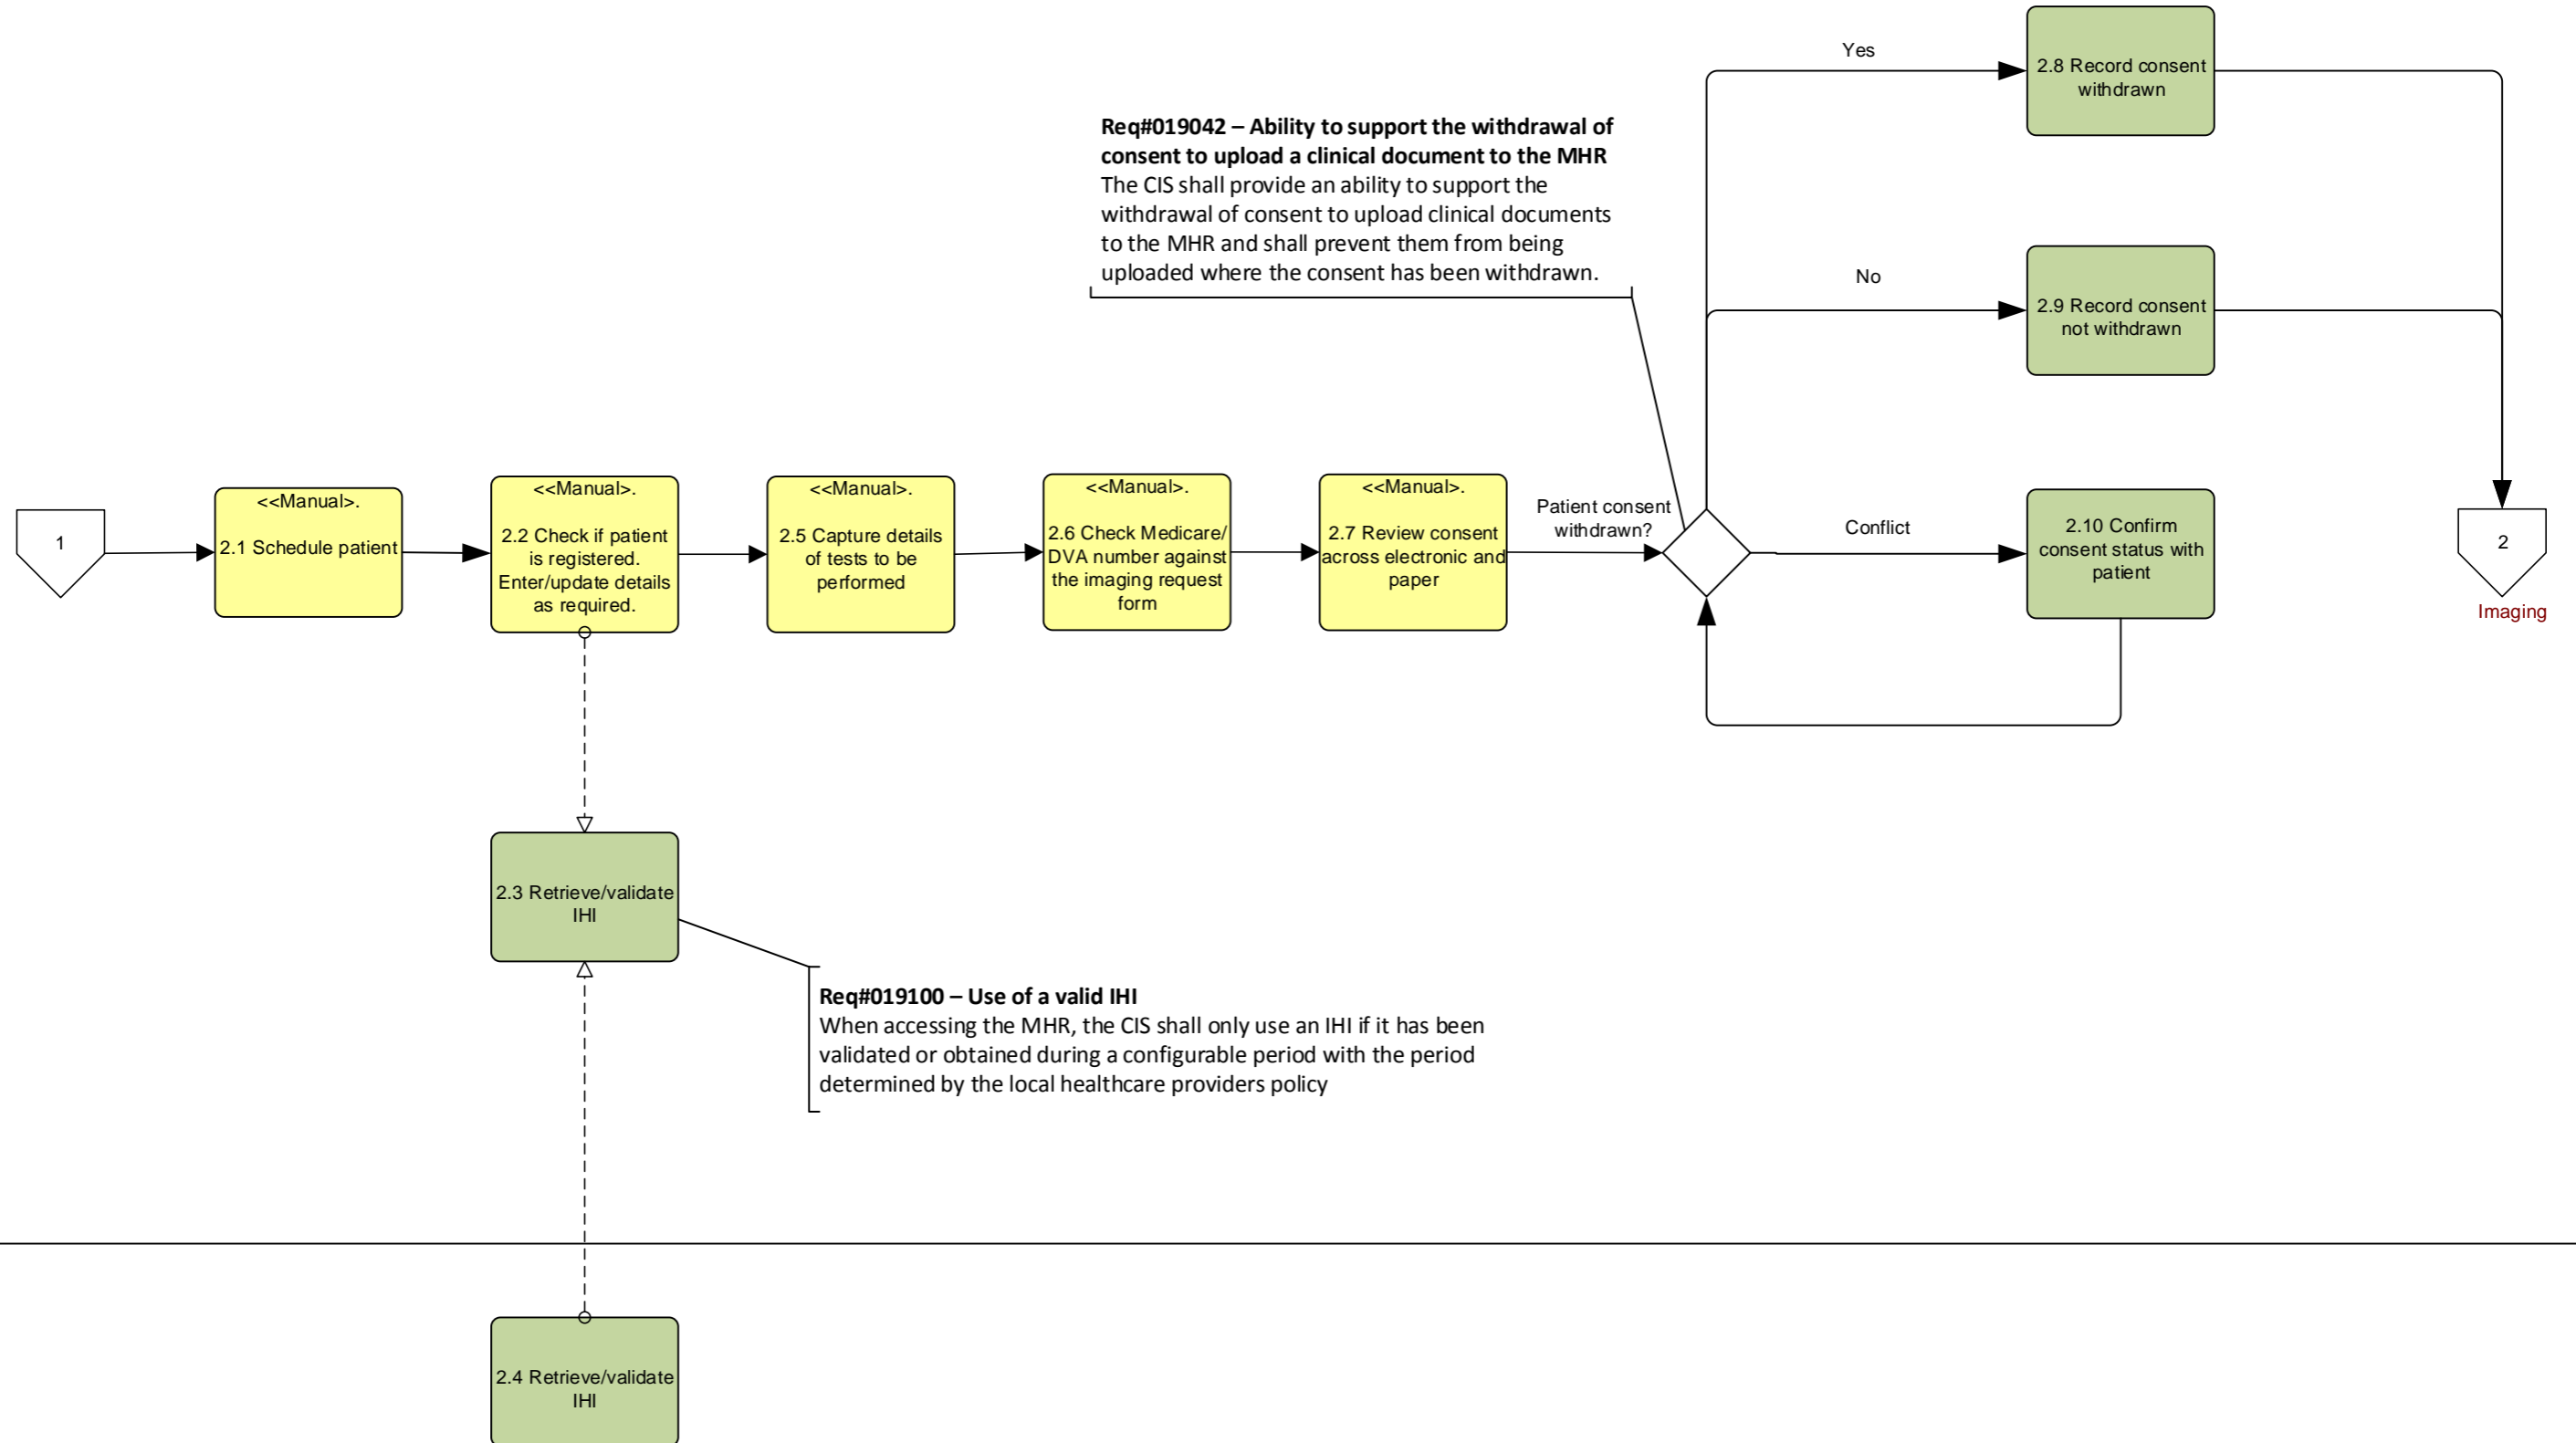 Yes
2.8 Record consent
withdrawn
Req#019042 – Ability to support the withdrawal of
consent to upload a clinical document to the MHR
The CIS shall provide an ability to support the
withdrawal of consent to upload clinical documents
to the MHR and shall prevent them from being
uploaded where the consent has been withdrawn.
No
2.9 Record consent
not withdrawn
1
<<Manual>.
2.1 Schedule patient
<<Manual>.
2.2 Check if patient
is registered.
Enter/update details
as required.
<<Manual>.
2.5 Capture details
of tests to be
performed
<<Manual>.
2.6 Check Medicare/
DVA number against
the imaging request
form
<<Manual>.
2.7 Review consent
across electronic and
paper
Patient consent
withdrawn?
Conflict
2.10 Confirm
consent status with
patient
2
Imaging
2.3 Retrieve/validate
IHI
Req#019100 – Use of a valid IHI
When accessing the MHR, the CIS shall only use an IHI if it has been
validated or obtained during a configurable period with the period
determined by the local healthcare providers policy
2.4 Retrieve/validate
IHI